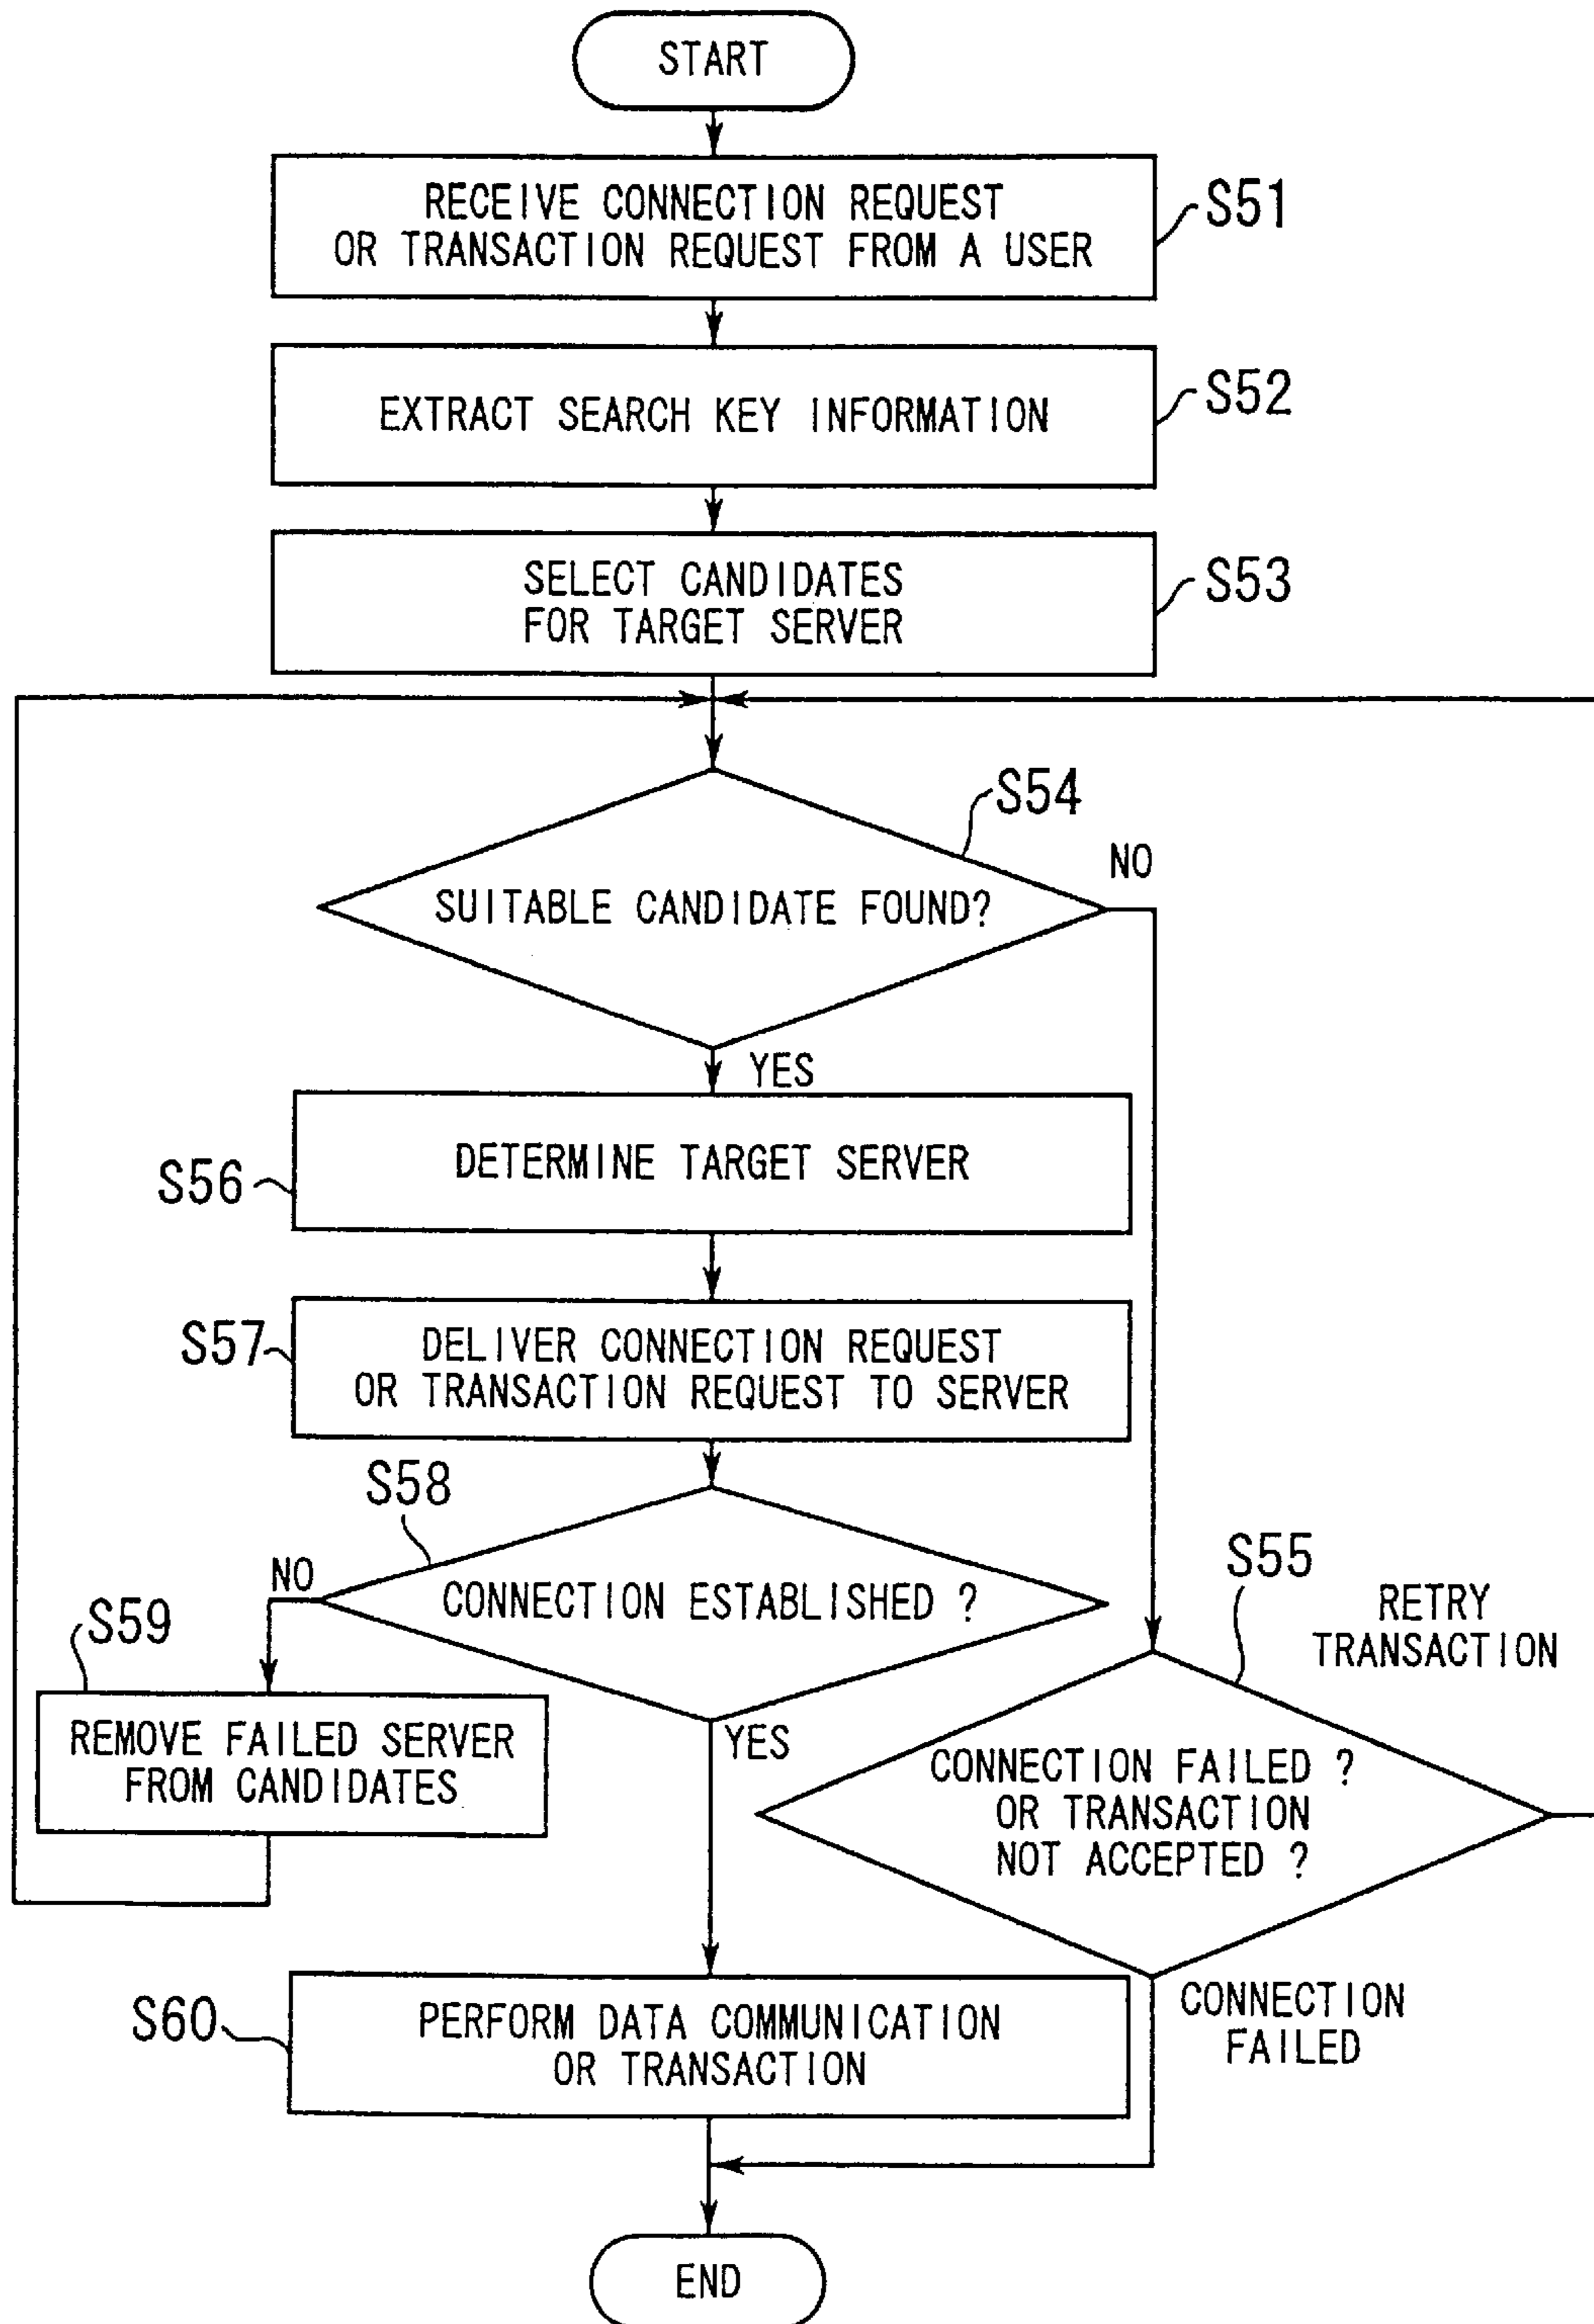 START
RECEIVE CONNECTION REQUEST
OR TRANSACTION REQUEST FROM A USER
S51
EXTRACT SEARCH KEY INFORMATION
S52
SELECT CANDIDATES
FOR TARGET SERVER
S53
SUITABLE CANDIDATE FOUND?
S54
NO
YES
DETERMINE TARGET SERVER
S56
DELIVER CONNECTION REQUEST
OR TRANSACTION REQUEST TO SERVER
S57
S58
CONNECTION ESTABLISHED ?
NO
YES
S59
REMOVE FAILED SERVER
FROM CANDIDATES
S55
RETRY
TRANSACTION
CONNECTION FAILED ?
OR TRANSACTION
NOT ACCEPTED ?
CONNECTION
FAILED
S60
PERFORM DATA COMMUNICATION
OR TRANSACTION
END